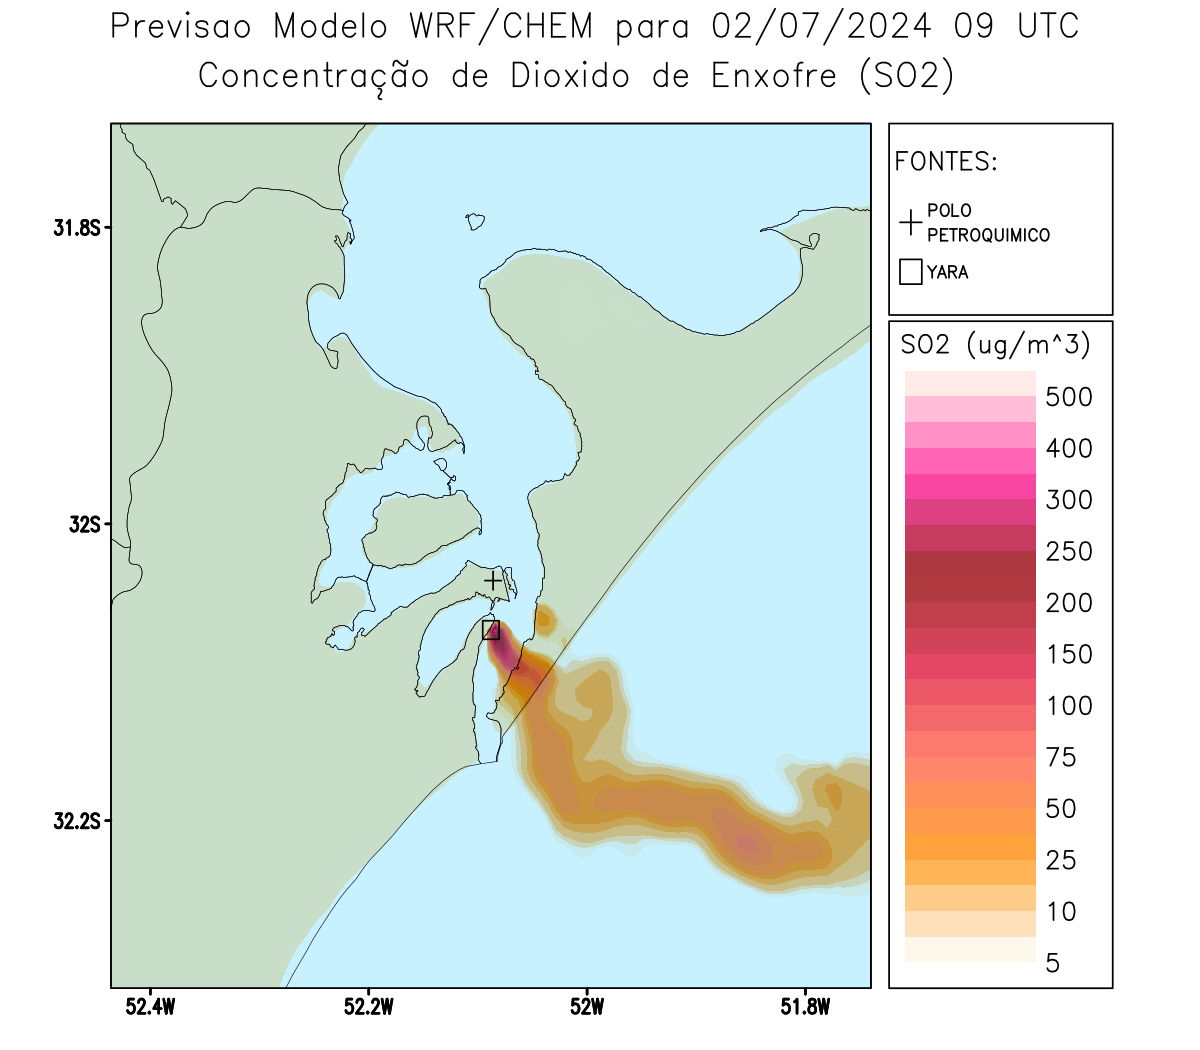 Previsao Modelo WRF/CHEM para 02/07/2024 09 UTC
Concentração de Dioxido de Enxofre (SO2)
FONTES:
POLO
PETROQUIMICO
YARA
31.8S
32S
32.2S
52.4W
52.2W
52W
51.8W
SO2 (ug/m^3)
500
400
300
250
200
150
100
75
50
25
10
5